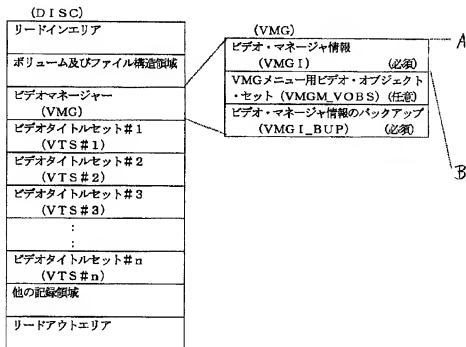 (DISC)
リードインエリア
ボリューム及びファイル構造領域
ビデオマネージャー
(VMG)
ビデオタイトルセット#1
(VTS#1)
ビデオタイトルセット#2
(VTS#2)
ビデオタイトルセット#3
(VTS#3)
:
:
ビデオタイトルセット#n
(VTS#n)
他の記録領域
リードアウトエリア
(VMG)
ビデオ・マネージャ情報
(VMGI) (必須)
VMGメニュー用ビデオ・オブジェクト
・セット(VMGM_VOBS)(任意)
ビデオ・マネージャ情報のバックアップ
(VMGI_BUP) (必須)
A
B